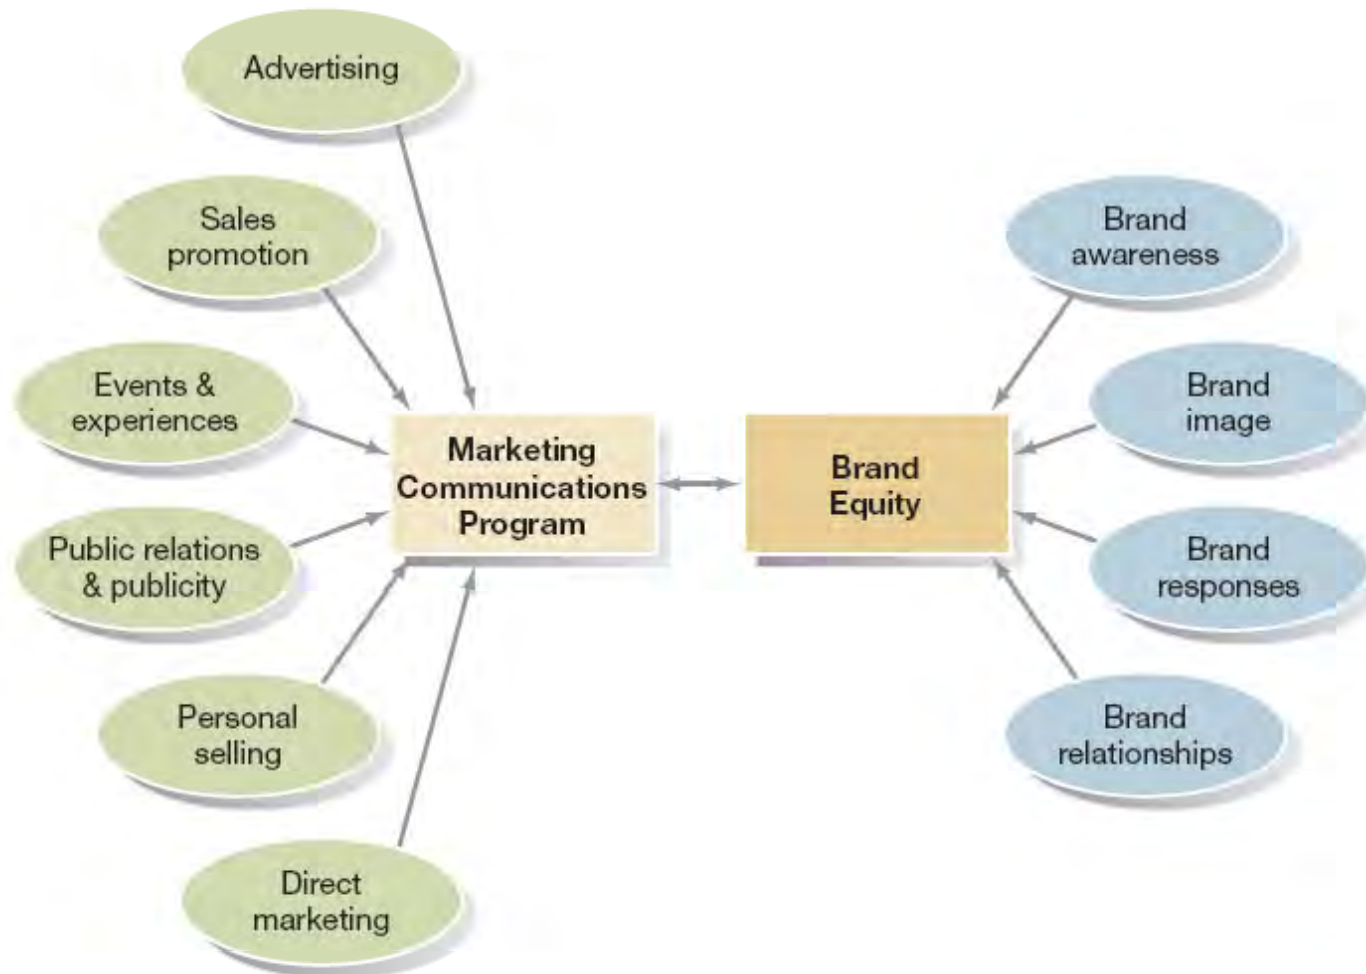 Advertising
Sales
promotion
Events &
experiences
Public relations
& publicity
Personal
selling
Direct
marketing
Marketing
Communications
Program
Brand
Equity
Brand
awareness
Brand
image
Brand
responses
Brand
relationships